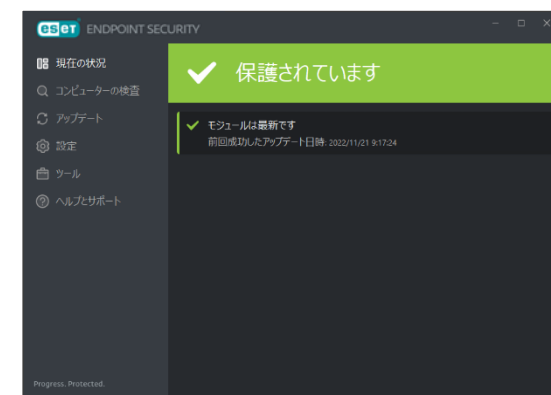 eset ENDPOINT SECURITY
現在の状況
コンピューターの検査
アップデート
設定
ツール
ヘルプとサポート
Progress. Protected.
保護されています
モジュールは最新です
前回成功したアップデート日時: 2022/11/21 9:17:24